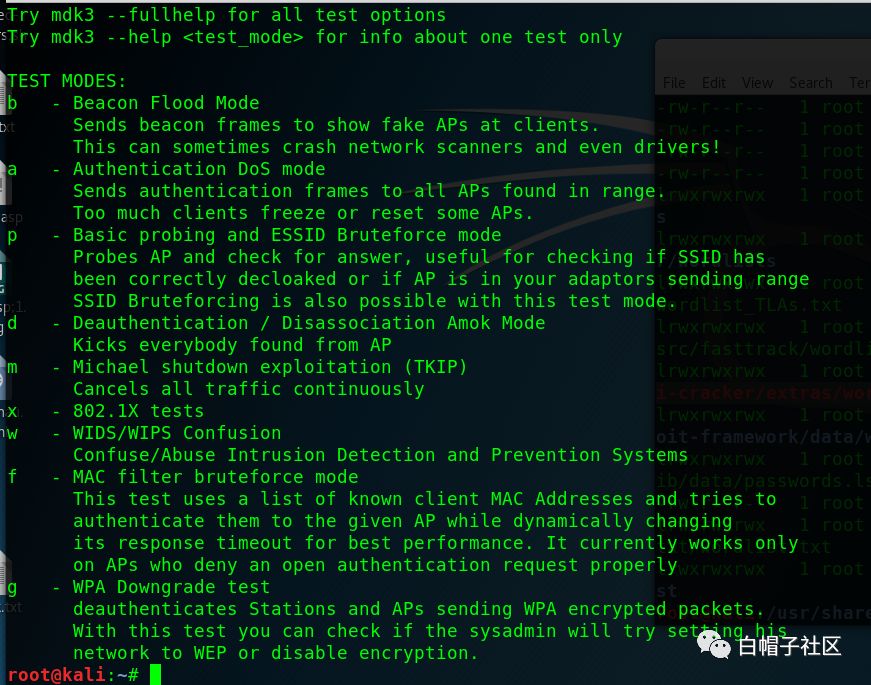 Try mdk3 --fullhelp for all test options
Try mdk3 --help <test_mode> for info about one test only
TEST MODES:
b   - Beacon Flood Mode
      Sends beacon frames to show fake APs at clients.
      This can sometimes crash network scanners and even drivers!
a   - Authentication DoS mode
      Sends authentication frames to all APs found in range.
      Too much clients freeze or reset some APs.
p   - Basic probing and ESSID Bruteforce mode
      Probes AP and check for answer, useful for checking if SSID has
      been correctly decloaked or if AP is in your adaptors sending range
      SSID Bruteforcing is also possible with this test mode.
d   - Deauthentication / Disassociation Amok Mode
      Kicks everybody found from AP
m   - Michael shutdown exploitation (TKIP)
      Cancels all traffic continuously
x   - 802.1X tests
w   - WIDS/WIPS Confusion
      Confuse/Abuse Intrusion Detection and Prevention Systems
f   - MAC filter bruteforce mode
      This test uses a list of known client MAC Addresses and tries to
      authenticate them to the given AP while dynamically changing
      its response timeout for best performance. It currently works only
      on APs who deny an open authentication request properly
g   - WPA Downgrade test
      deauthenticates Stations and APs sending WPA encrypted packets.
      With this test you can check if the sysadmin will try setting his
      network to WEP or disable encryption.
root@kali:~#
File Edit View Search
-rw-r--r-- 1 root
-rw-r--r-- 1 root
-rw-r--r-- 1 root
-rw-r--r-- 1 root
lrwxrwxrwx 1 root
s
lrwxrwxrwx 1 root
lrwxrwxrwx 1 root
wordlist_TLAs.txt
lrwxrwxrwx 1 root
src/fasttrack/wordli
lrwxrwxrwx 1 root
i-cracker/extras/wor
lrwxrwxrwx 1 root
oit-framework/data/w
lrwxrwxrwx 1 root
ib/data/passwords.ls
1 root
txt
1 root
st
/usr/share
白帽子社区